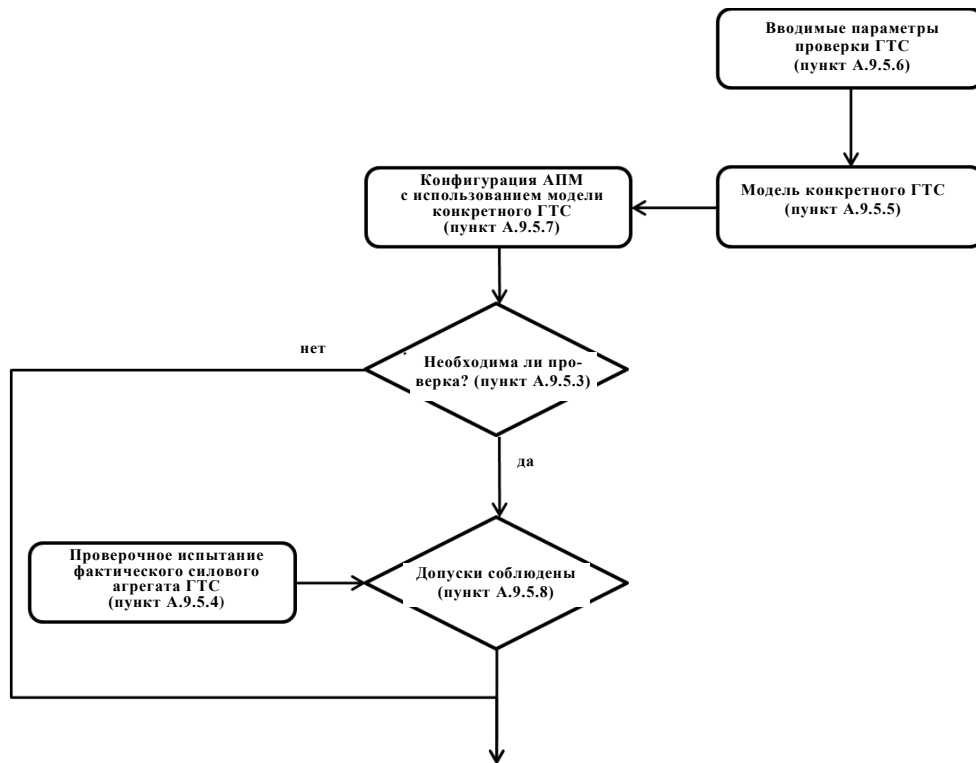 Вводимые параметры
проверки ГТС
(пункт А.9.5.6)
Модель конкретного ГТС
(пункт А.9.5.5)
Конфигурация АПМ
с использованием модели
конкретного ГТС
(пункт А.9.5.7)
нет
Необходима ли про-
верка? (пункт А.9.5.3)
да
Проверочное испытание
фактического силового
агрегата ГТС
(пункт А.9.5.4)
Допуски соблюдены
(пункт А.9.5.8)